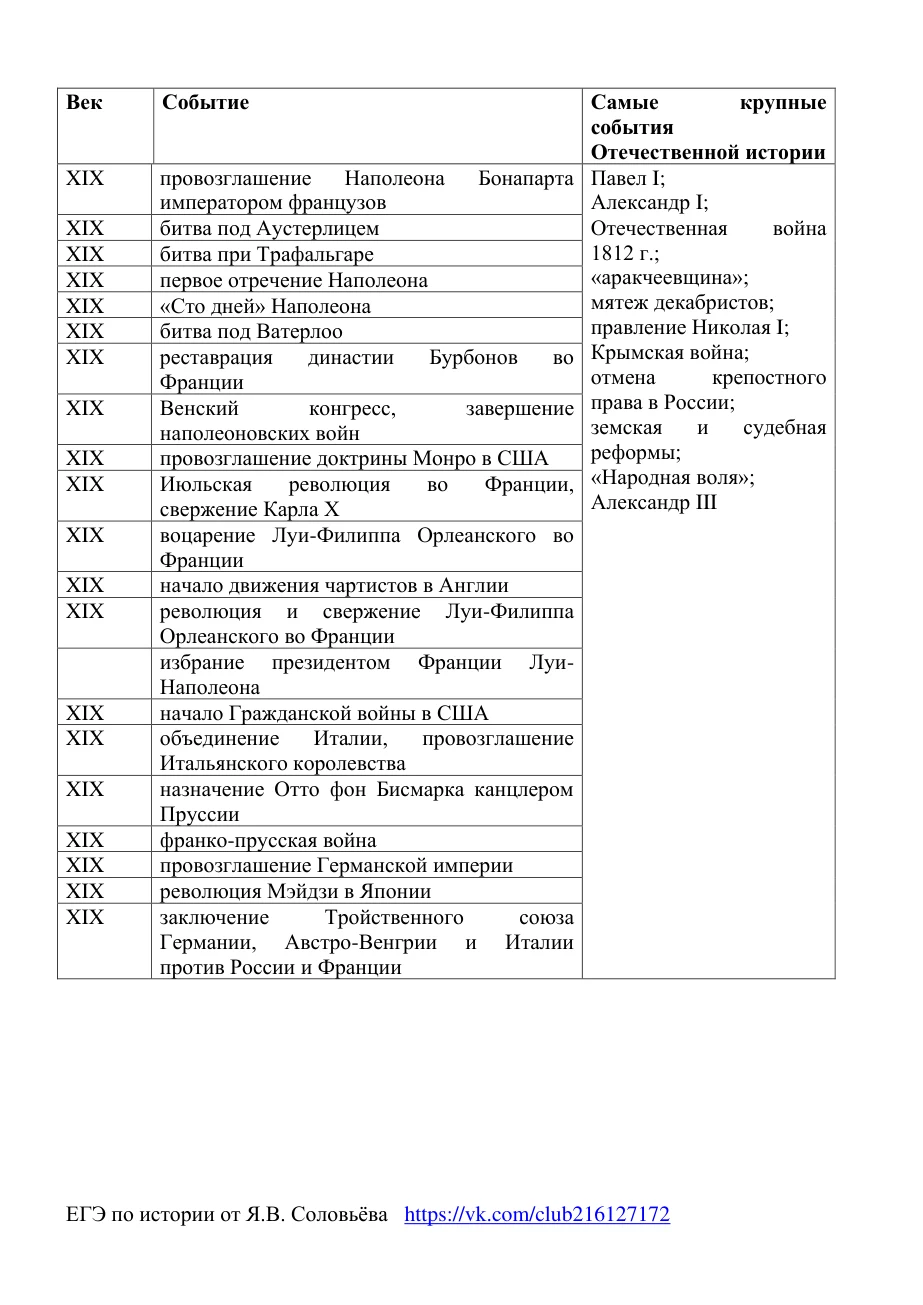 Век Событие Самые крупные
события
Отечественной истории
XIX провозглашение Наполеона Бонапарта
императором французов
XIX битва под Аустерлицем
XIX битва при Трафальгаре
XIX первое отречение Наполеона
XIX «Сто дней» Наполеона
XIX битва под Ватерлоо
XIX реставрация династии Бурбонов во
Франции
XIX Венский конгресс, завершение
наполеоновских войн
XIX провозглашение доктрины Монро в США
XIX Июльская революция во Франции,
свержение Карла X
XIX воцарение Луи-Филиппа Орлеанского во
Франции
XIX начало движения чартистов в Англии
XIX революция и свержение Луи-Филиппа
Орлеанского во Франции
избрание президентом Франции Луи-
Наполеона
XIX начало Гражданской войны в США
XIX объединение Италии, провозглашение
Итальянского королевства
XIX назначение Отто фон Бисмарка канцлером
Пруссии
XIX франко-прусская война
XIX провозглашение Германской империи
XIX революция Мэйдзи в Японии
XIX заключение Тройственного союза
Германии, Австро-Венгрии и Италии
против России и Франции
Павел I;
Александр I;
Отечественная война
1812 г.;
«аракчеевщина»;
мятеж декабристов;
правление Николая I;
Крымская война;
отмена крепостного
права в России;
земская и судебная
реформы;
«Народная воля»;
Александр III
ЕГЭ по истории от Я.В. Соловьёва https://vk.com/club216127172